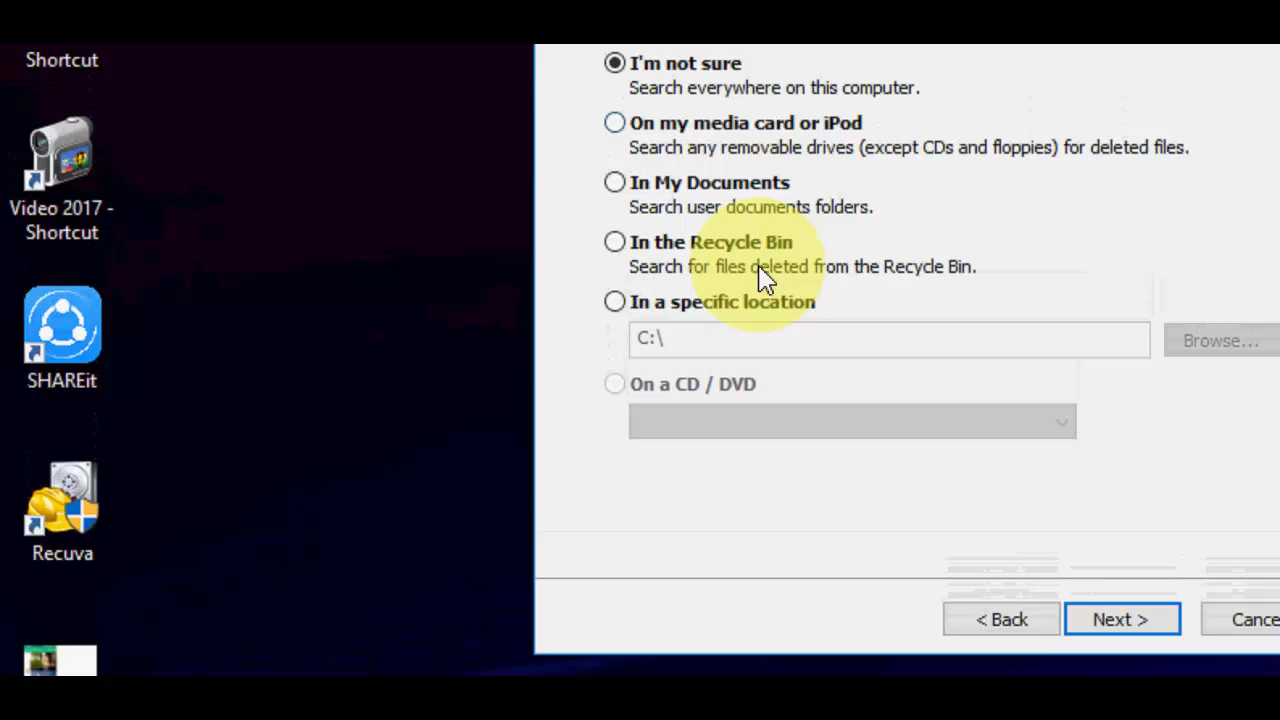 Shortcut
Video 2017 -
Shortcut
SHAREit
Recuva
I'm not sure
Search everywhere on this computer.
On my media card or iPod
Search any removable drives (except CDs and floppies) for deleted files.
In My Documents
Search user documents folders.
In the Recycle Bin
Search for files deleted from the Recycle Bin.
In a specific location
C:\
Browse...
On a CD / DVD
< Back
Next >
Cance